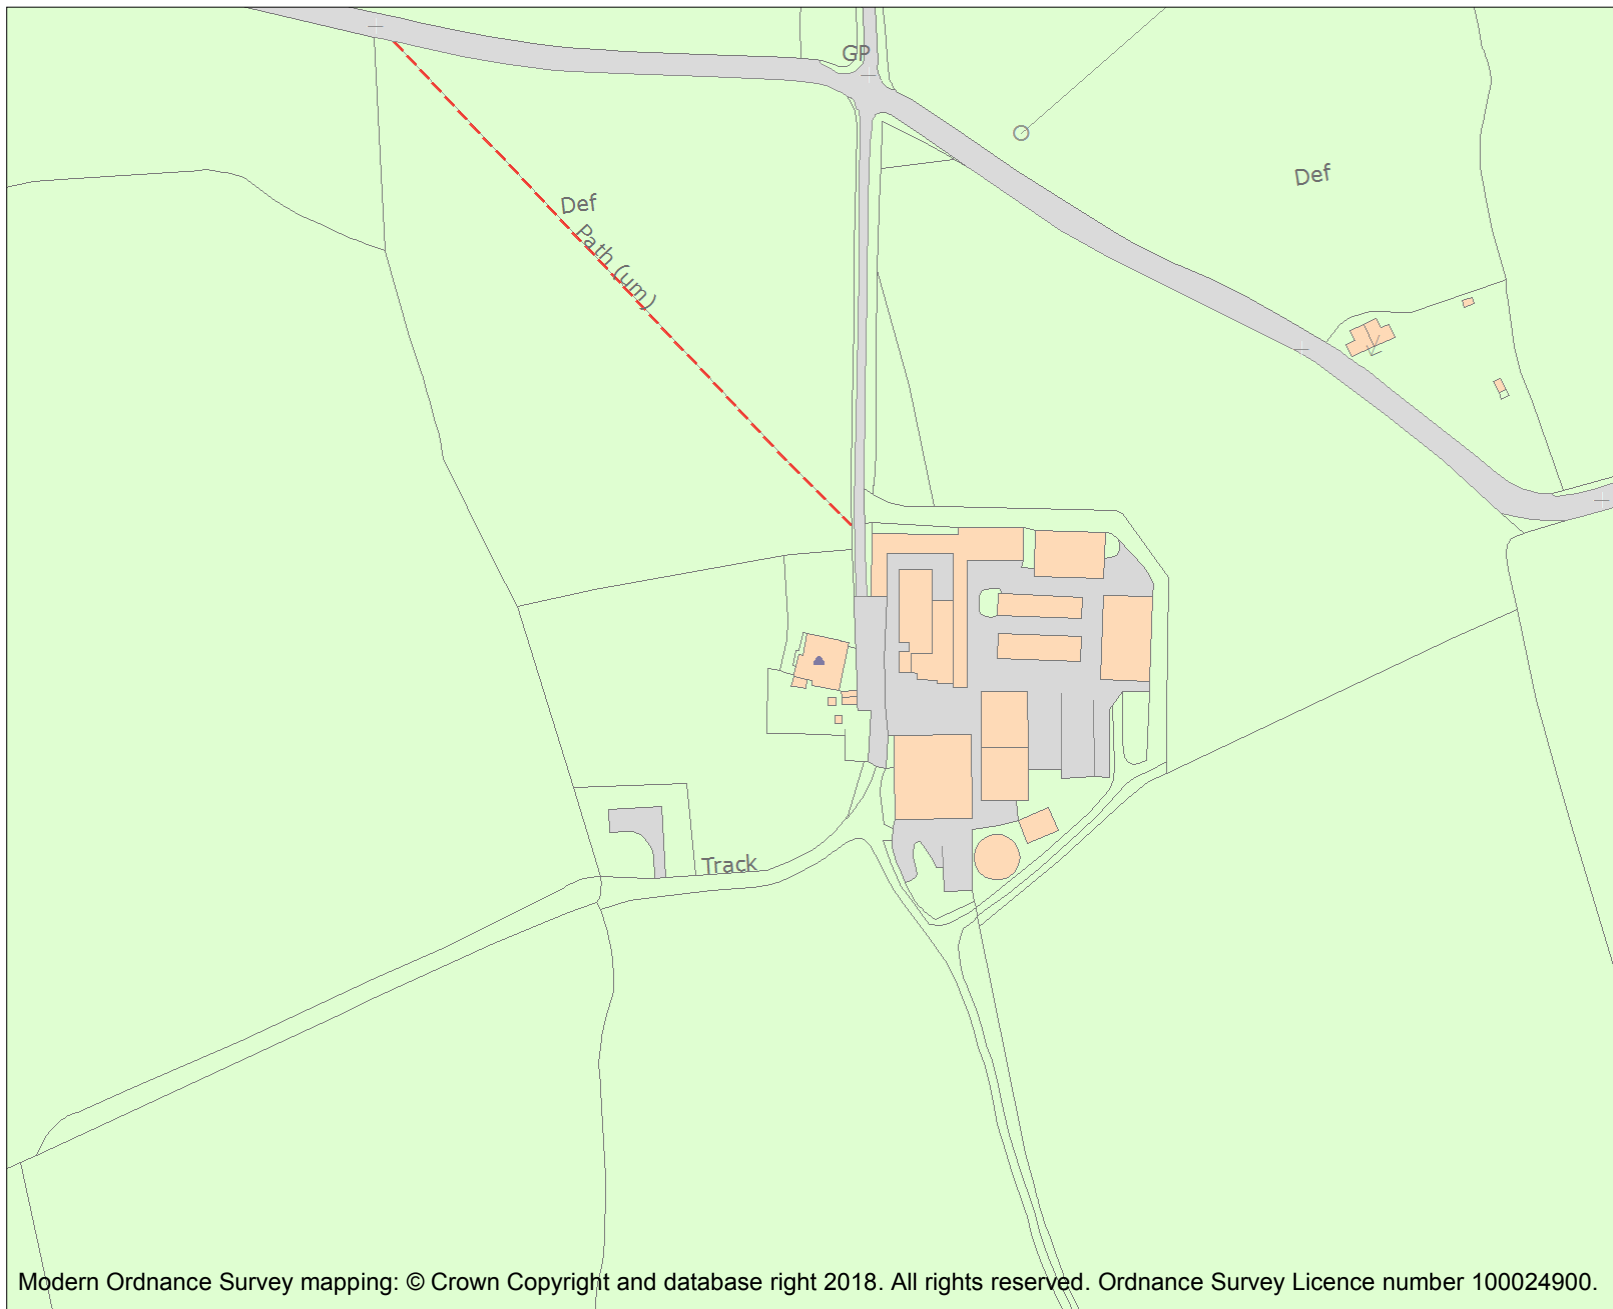 GP
Def
Def
Path (um)
Track
Modern Ordnance Survey mapping: © Crown Copyright and database right 2018. All rights reserved. Ordnance Survey Licence number 100024900.